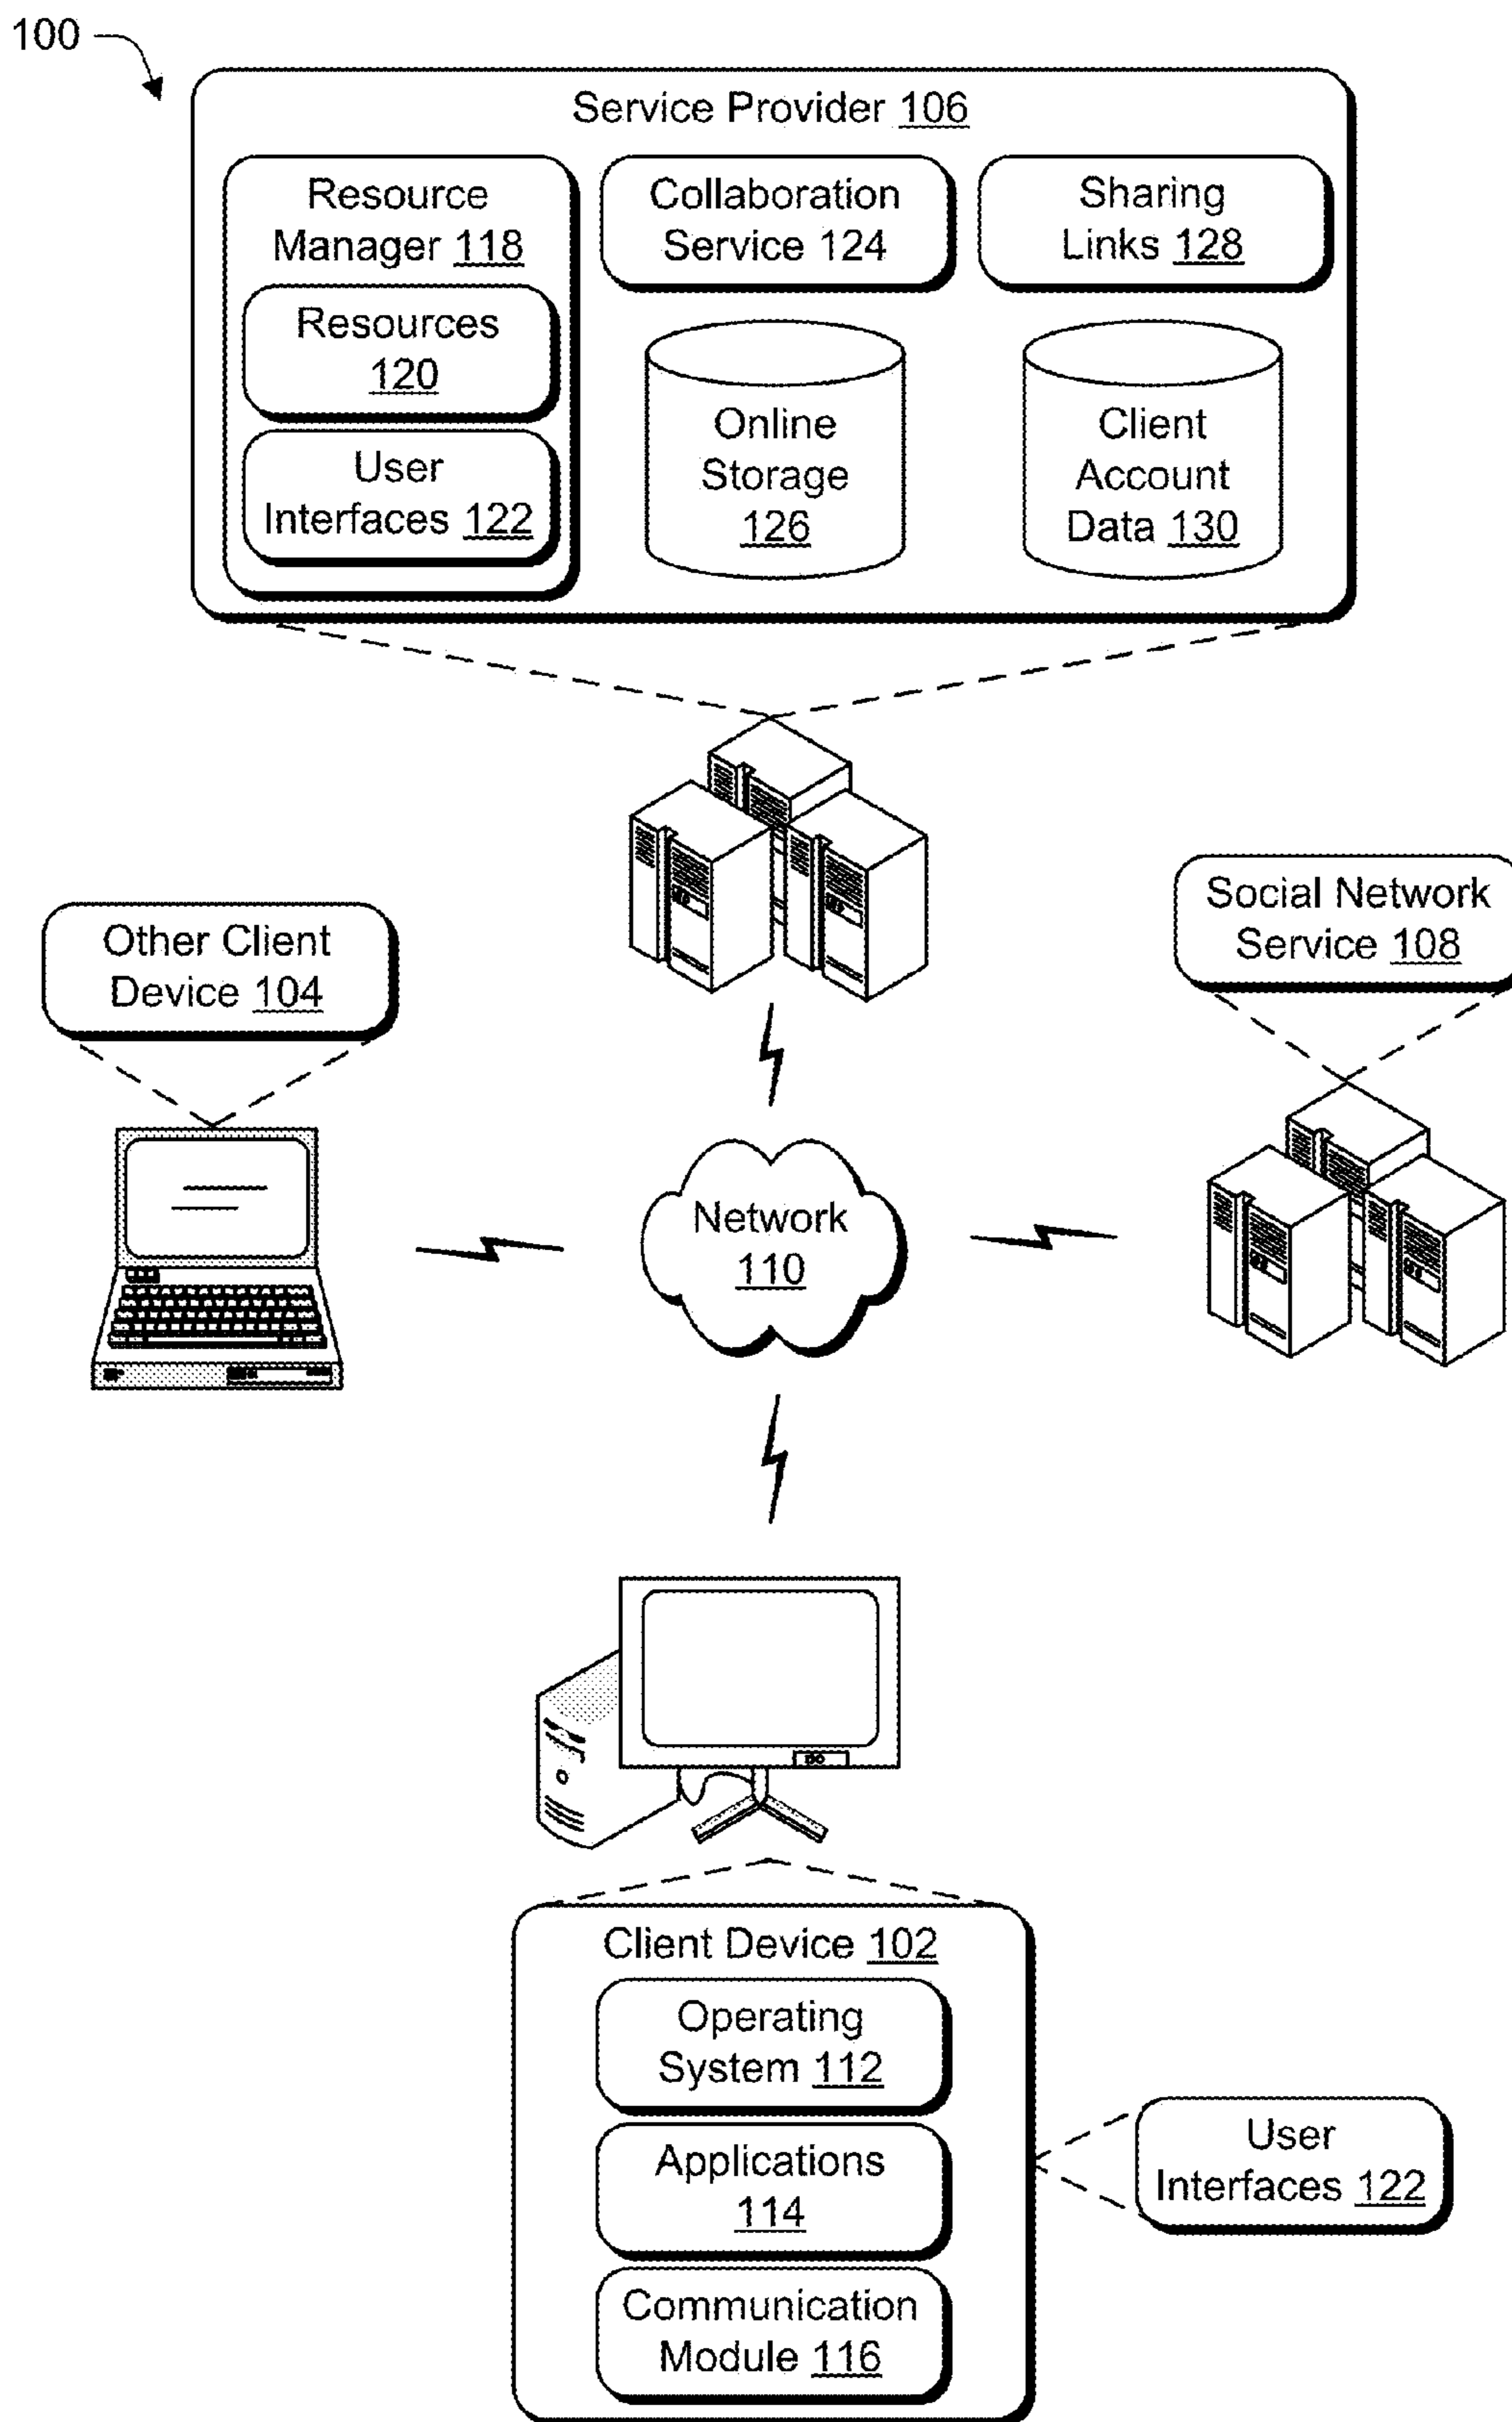 100
Service Provider 106
Resource
Manager 118
Resources
120
User
Interfaces 122
Collaboration
Service 124
Online
Storage
126
Sharing
Links 128
Client
Account
Data 130
Other Client
Device 104
Social Network
Service 108
Network
110
Client Device 102
Operating
System 112
Applications
114
Communication
Module 116
User
Interfaces 122